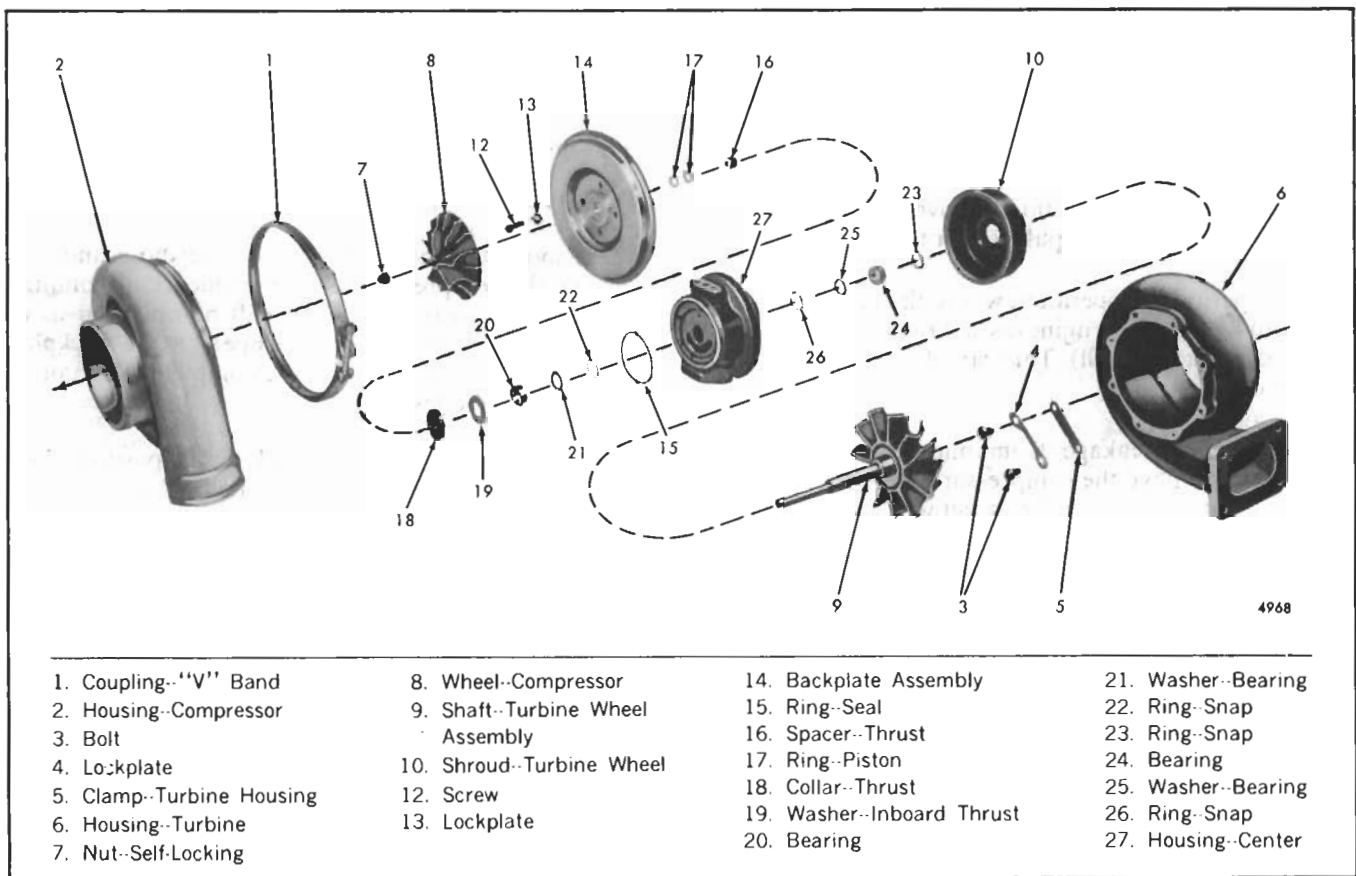 2 1 8 14 17 16 10
13
12
7 23 6
27
25
22
20 24
26 4
21 15 5
19
18
9 3
4968
1. Coupling--"V" Band
2. Housing--Compressor
3. Bolt
4. Lockplate
5. Clamp--Turbine Housing
6. Housing--Turbine
7. Nut--Self-Locking
8. Wheel--Compressor
9. Shaft--Turbine Wheel
Assembly
10. Shroud--Turbine Wheel
12. Screw
13. Lockplate
14. Backplate Assembly
15. Ring--Seal
16. Spacer--Thrust
17. Ring--Piston
18. Collar--Thrust
19. Washer--Inboard Thrust
20. Bearing
21. Washer--Bearing
22. Ring--Snap
23. Ring--Snap
24. Bearing
25. Washer--Bearing
26. Ring--Snap
27. Housing--Center